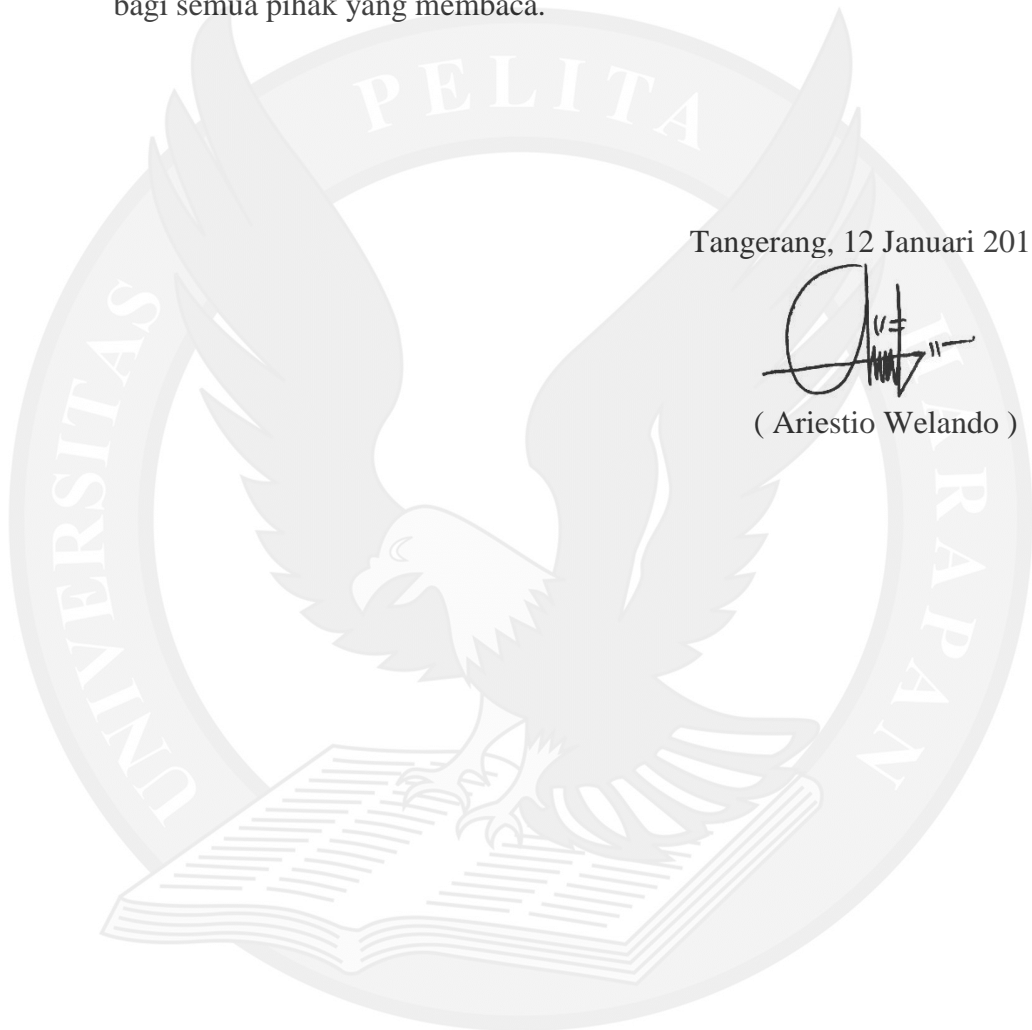 bagi semua pihak yang membaca.
PELITA
Tangerang, 12 Januari 201
( Ariestio Welando )
UNIVERSITAS
HARAPAN